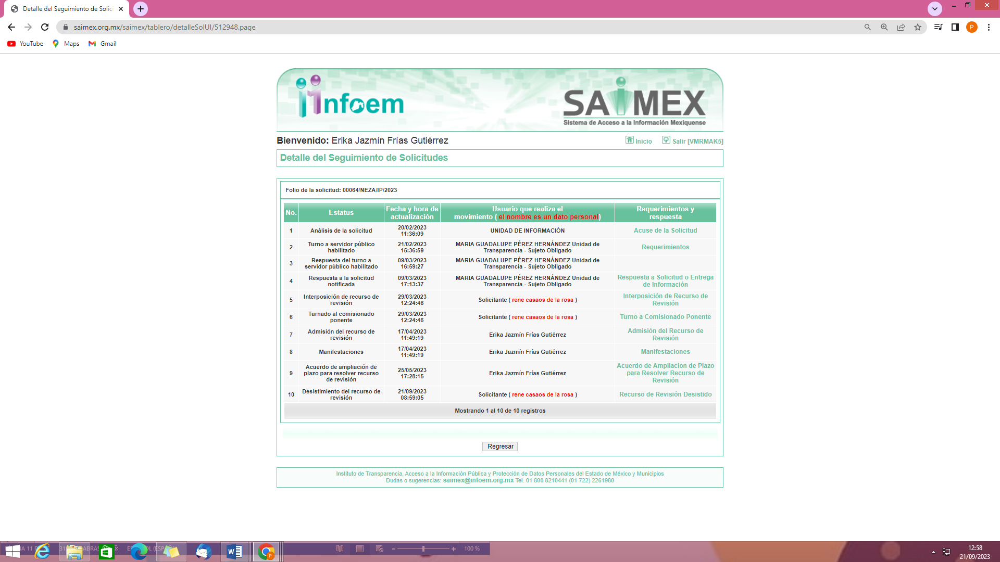 Detalle del Seguimiento de Solici
saimex.org.mx/saimex/tablero/detalleSolUI/512948.page
P
YouTube Maps Gmail
infoem
SAIMEX
Sistema de Acceso a la Información Mexiquense
Bienvenido: Erika Jazmín Frías Gutiérrez
Inicio Salir [VMRMAK5]
Detalle del Seguimiento de Solicitudes
Folio de la solicitud: 00064/NEZA/IP/2023
No. Estatus Fecha y hora de actualización Usuario que realiza el movimiento ( el nombre es un dato personal) Requerimientos y respuesta
1 Análisis de la solicitud 20/02/2023 11:36:09 UNIDAD DE INFORMACIÓN Acuse de la Solicitud
2 Turno a servidor público habilitado 21/02/2023 15:36:59 MARIA GUADALUPE PÉREZ HERNÁNDEZ Unidad de Transparencia - Sujeto Obligado Requerimientos
3 Respuesta del turno a servidor público habilitado 09/03/2023 16:59:27 MARIA GUADALUPE PÉREZ HERNÁNDEZ Unidad de Transparencia - Sujeto Obligado
4 Respuesta a la solicitud notificada 09/03/2023 17:13:37 MARIA GUADALUPE PÉREZ HERNÁNDEZ Unidad de Transparencia - Sujeto Obligado Respuesta a Solicitud o Entrega de Información
5 Interposición de recurso de revisión 29/03/2023 12:24:46 Solicitante ( rene casaos de la rosa ) Interposición de Recurso de Revisión
6 Turnado al comisionado ponente 29/03/2023 12:24:46 Solicitante ( rene casaos de la rosa ) Turno a Comisionado Ponente
7 Admisión del recurso de revisión 17/04/2023 11:49:19 Erika Jazmín Frías Gutiérrez Admisión del Recurso de Revisión
8 Manifestaciones 17/04/2023 11:49:19 Erika Jazmín Frías Gutiérrez Manifestaciones
9 Acuerdo de ampliación de plazo para resolver recurso de revisión 25/05/2023 17:28:15 Erika Jazmín Frías Gutiérrez Acuerdo de Ampliacion de Plazo para Resolver Recurso de Revisión
10 Desistimiento del recurso de revisión 21/09/2023 08:59:05 Solicitante ( rene casaos de la rosa ) Recurso de Revisión Desistido
Mostrando 1 al 10 de 10 registros
Regresar
Instituto de Transparencia, Acceso a la Información Pública y Protección de Datos Personales del Estado de México y Municipios
Dudas o sugerencias: saimex@infoem.org.mx Tel. 01 800 8210441 (01 722) 2261980
100 %
12:58
21/09/2023